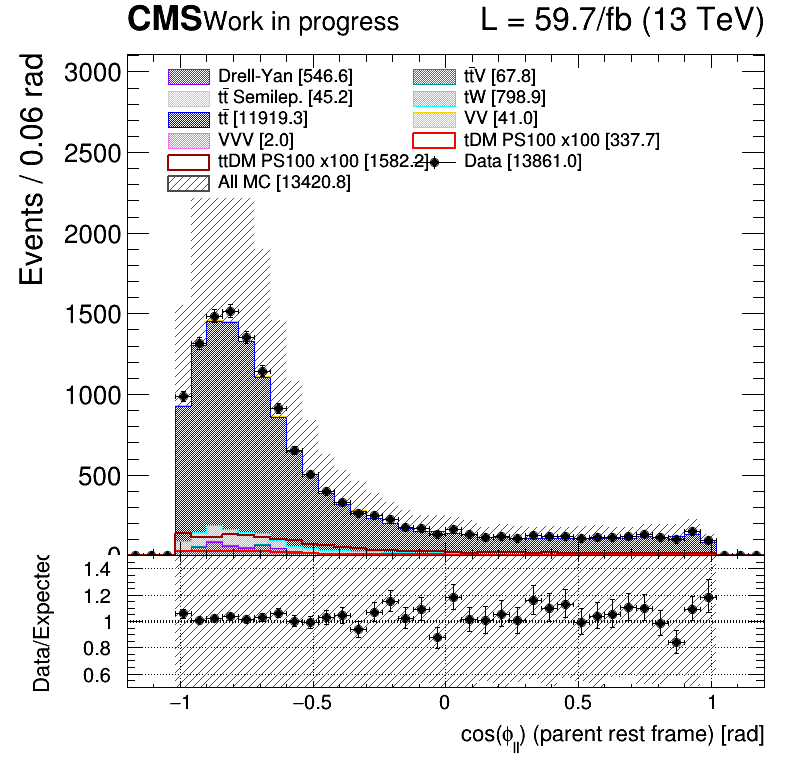 CMS Work in progress L = 59.7/fb (13 TeV)
Events / 0.06 rad
3000
2500
2000
1500
1000
500
0
Drell-Yan [546.6] tt̄V [67.8]
tt̄ Semilep. [45.2] tW [798.9]
tt̄ [11919.3] VV [41.0]
VVV [2.0] tDM PS100 x100 [337.7]
ttDM PS100 x100 [1582.2] Data [13861.0]
All MC [13420.8]
Data/Expected
1.4
1.2
1
0.8
0.6
−1 −0.5 0 0.5 1
cos(ϕ_ll) (parent rest frame) [rad]